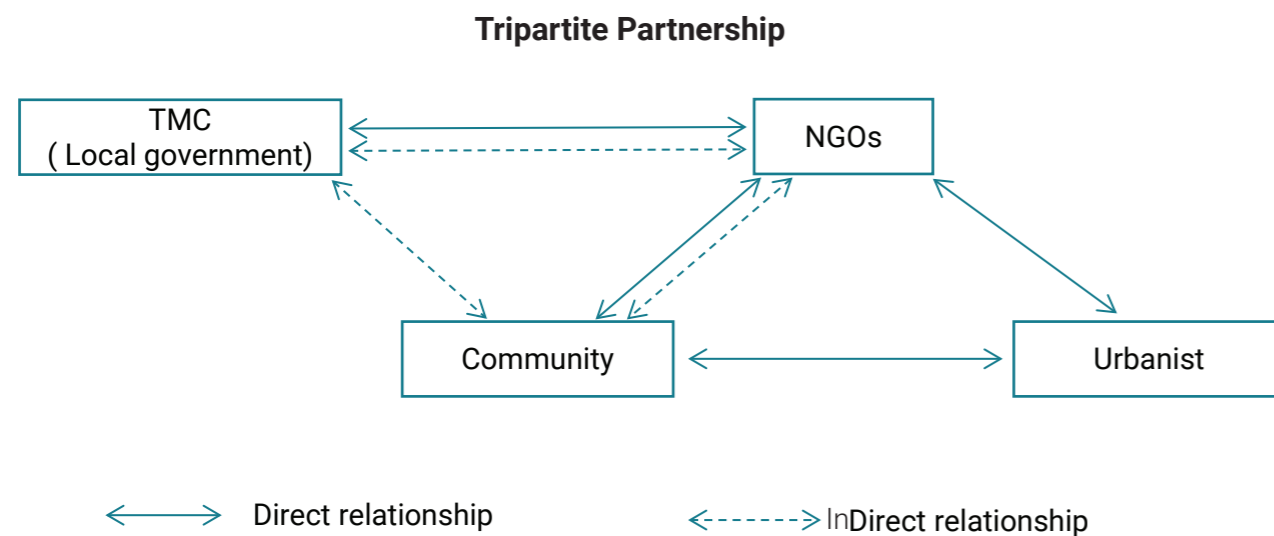 Tripartite Partnership
TMC
( Local government)
NGOs
Community
Urbanist
Direct relationship
InDirect relationship